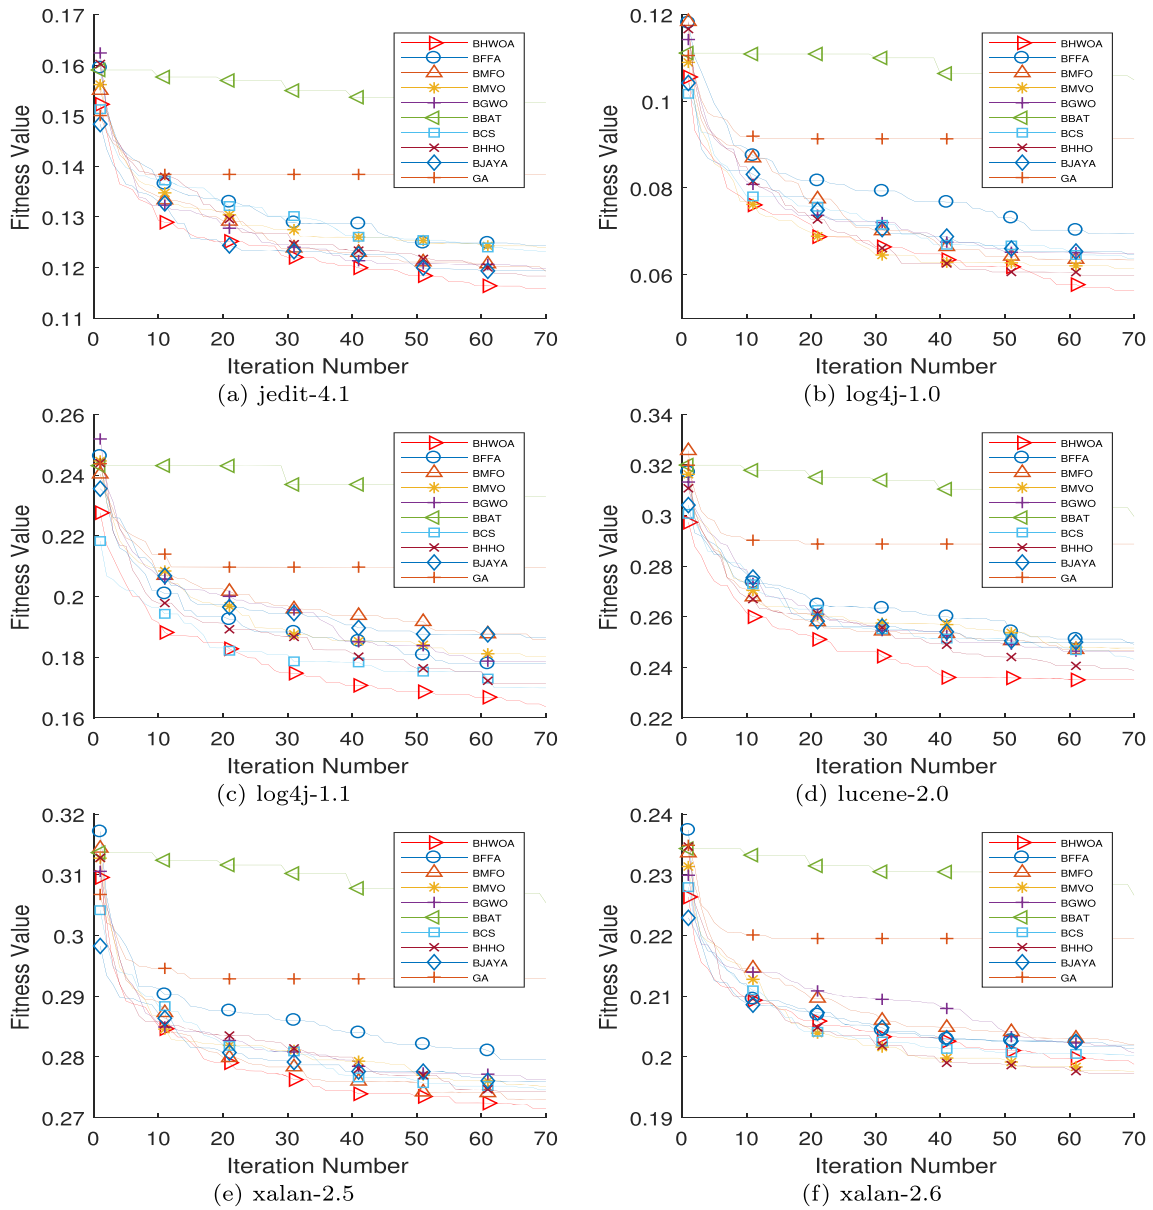 0.17
0.16
0.15
0.14
0.13
0.12
0.11
Fitness Value
0 10 20 30 40 50 60 70
Iteration Number
BHWOA
BFFA
BMFO
BMVO
BGWO
BBAT
BCS
BHHO
BJAYA
GA
(a) jedit-4.1
0.12
0.1
0.08
0.06
Fitness Value
0 10 20 30 40 50 60 70
Iteration Number
BHWOA
BFFA
BMFO
BMVO
BGWO
BBAT
BCS
BHHO
BJAYA
GA
(b) log4j-1.0
0.26
0.24
0.22
0.2
0.18
0.16
Fitness Value
0 10 20 30 40 50 60 70
Iteration Number
BHWOA
BFFA
BMFO
BMVO
BGWO
BBAT
BCS
BHHO
BJAYA
GA
(c) log4j-1.1
0.34
0.32
0.3
0.28
0.26
0.24
0.22
Fitness Value
0 10 20 30 40 50 60 70
Iteration Number
BHWOA
BFFA
BMFO
BMVO
BGWO
BBAT
BCS
BHHO
BJAYA
GA
(d) lucene-2.0
0.32
0.31
0.3
0.29
0.28
0.27
Fitness Value
0 10 20 30 40 50 60 70
Iteration Number
BHWOA
BFFA
BMFO
BMVO
BGWO
BBAT
BCS
BHHO
BJAYA
GA
(e) xalan-2.5
0.24
0.23
0.22
0.21
0.2
0.19
Fitness Value
0 10 20 30 40 50 60 70
Iteration Number
BHWOA
BFFA
BMFO
BMVO
BGWO
BBAT
BCS
BHHO
BJAYA
GA
(f) xalan-2.6